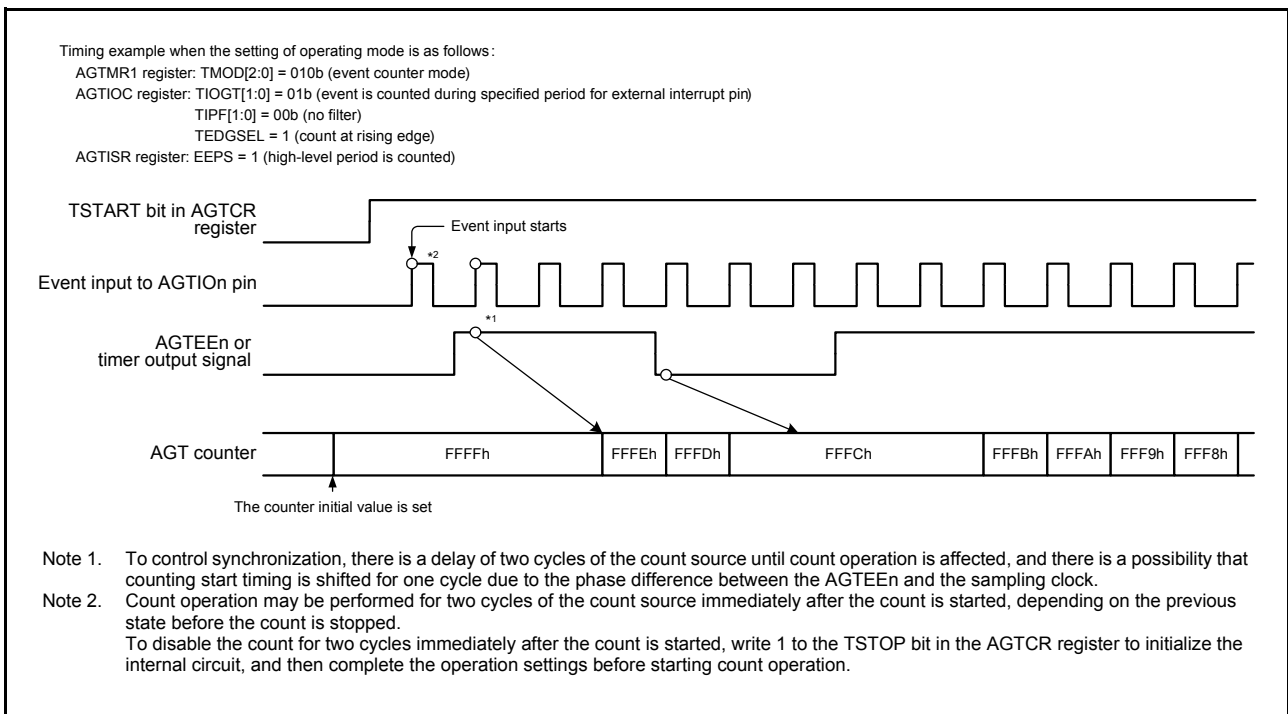 Timing example when the setting of operating mode is as follows:
AGTMR1 register: TMOD[2:0] = 010b (event counter mode)
AGTIOC register: TIOGT[1:0] = 01b (event is counted during specified period for external interrupt pin)
TIPF[1:0] = 00b (no filter)
TEDGSEL = 1 (count at rising edge)
AGTISR register: EEPS = 1 (high-level period is counted)
TSTART bit in AGTCR
register
Event input starts
*2
Event input to AGTIOn pin
*1
AGTEEn or
timer output signal
AGT counter
FFFFh
FFFEh
FFFDh
FFFCh
FFFBh
FFFAh
FFF9h
FFF8h
The counter initial value is set
Note 1. To control synchronization, there is a delay of two cycles of the count source until count operation is affected, and there is a possibility that
counting start timing is shifted for one cycle due to the phase difference between the AGTEEn and the sampling clock.
Note 2. Count operation may be performed for two cycles of the count source immediately after the count is started, depending on the previous
state before the count is stopped.
To disable the count for two cycles immediately after the count is started, write 1 to the TSTOP bit in the AGTCR register to initialize the
internal circuit, and then complete the operation settings before starting count operation.